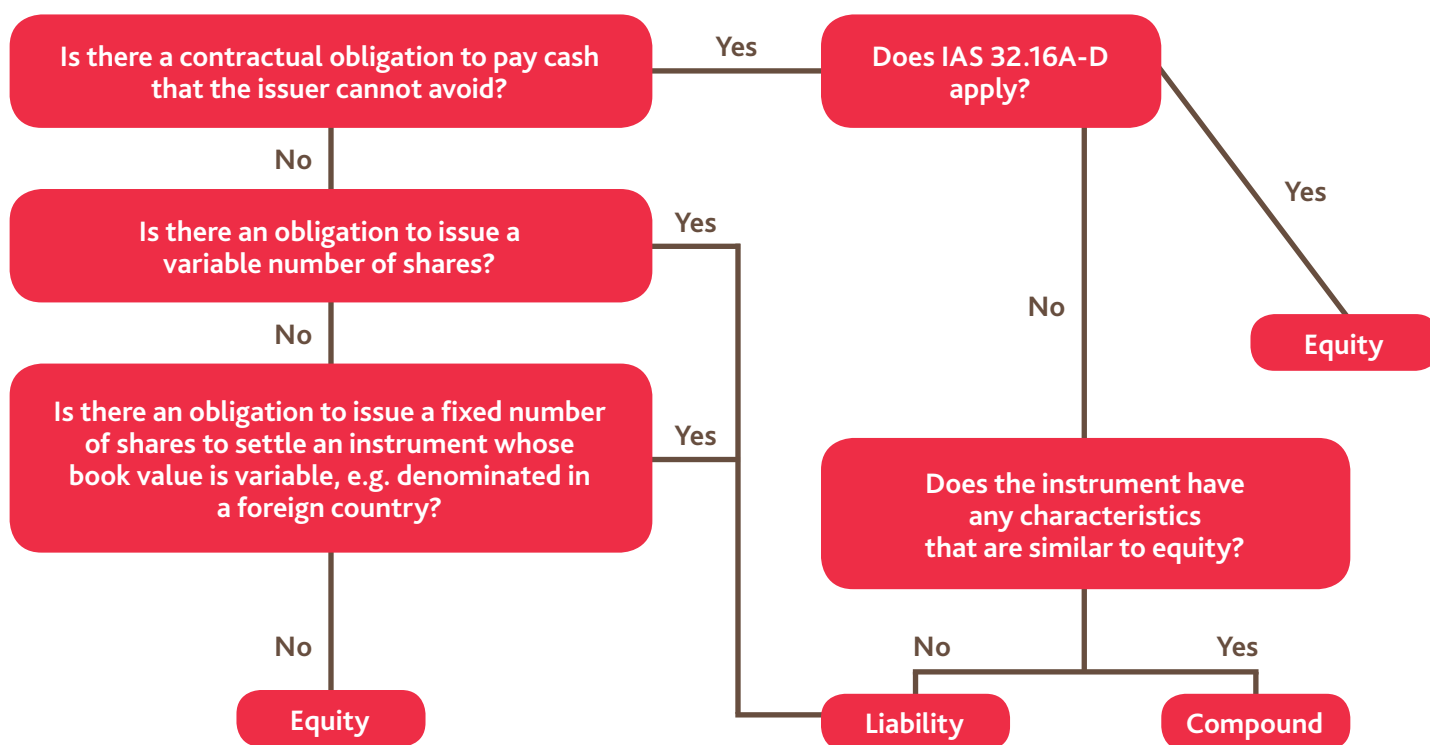 Is there a contractual obligation to pay cash
that the issuer cannot avoid?
Yes
Does IAS 32.16A-D
apply?
No
Yes
Is there an obligation to issue a
variable number of shares?
Yes
No
No
Equity
Is there an obligation to issue a fixed number
of shares to settle an instrument whose
book value is variable, e.g. denominated in
a foreign country?
Yes
Does the instrument have
any characteristics
that are similar to equity?
No
No
Yes
Equity
Liability
Compound